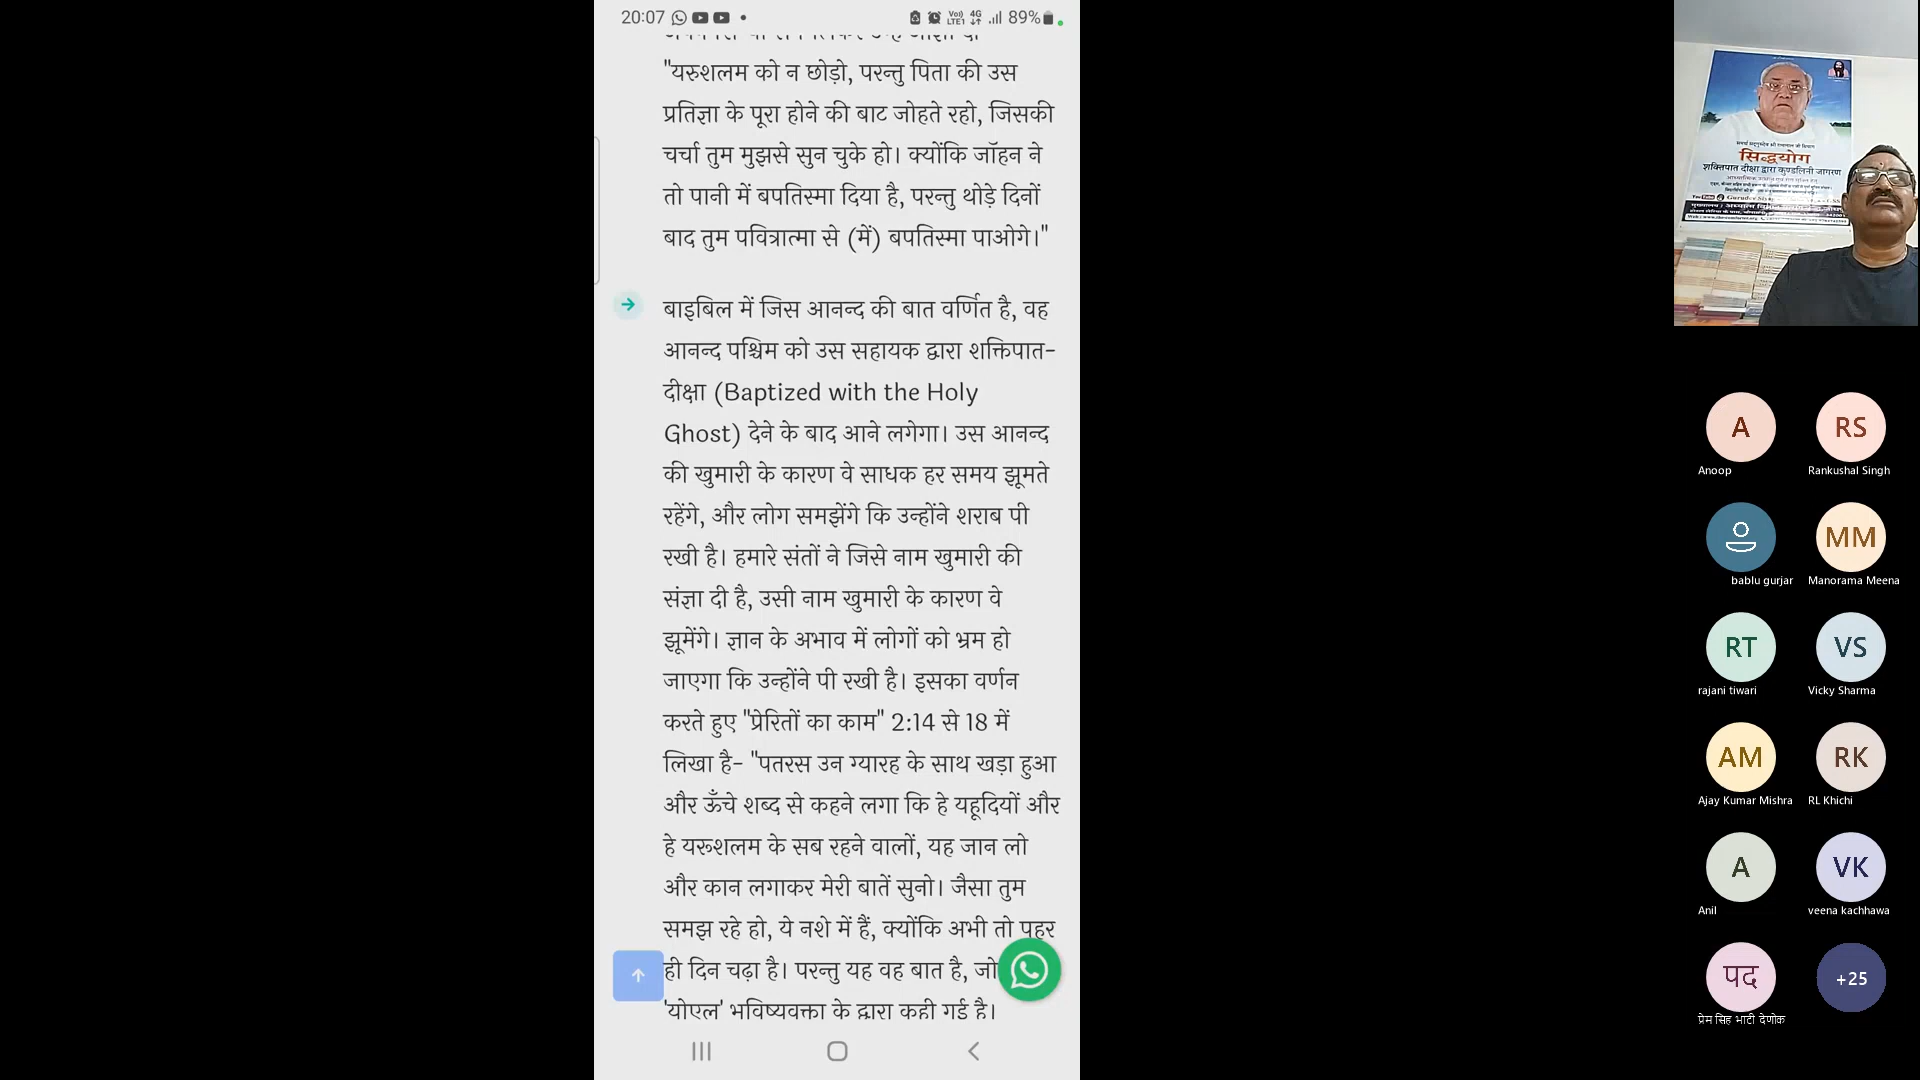 20:07
Vo)) LTE1 4G 89%
"यरुशलम को न छोड़ो, परन्तु पिता की उस
प्रतिज्ञा के पूरा होने की बाट जोहते रहो, जिसकी
चर्चा तुम मुझसे सुन चुके हो। क्योंकि जॉहन ने
तो पानी में बपतिस्मा दिया है, परन्तु थोड़े दिनों
बाद तुम पवित्रात्मा से (में) बपतिस्मा पाओगे।"
बाइबिल में जिस आनन्द की बात वर्णित है, वह
आनन्द पश्चिम को उस सहायक द्वारा शक्तिपात-
दीक्षा (Baptized with the Holy
Ghost) देने के बाद आने लगेगा। उस आनन्द
की खुमारी के कारण वे साधक हर समय झूमते
रहेंगे, और लोग समझेंगे कि उन्होंने शराब पी
रखी है। हमारे संतों ने जिसे नाम खुमारी की
संज्ञा दी है, उसी नाम खुमारी के कारण वे
झूमेंगे। ज्ञान के अभाव में लोगों को भ्रम हो
जाएगा कि उन्होंने पी रखी है। इसका वर्णन
करते हुए "प्रेरितों का काम" 2:14 से 18 में
लिखा है- "पतरस उन ग्यारह के साथ खड़ा हुआ
और ऊँचे शब्द से कहने लगा कि हे यहूदियों और
हे यरूशलम के सब रहने वालों, यह जान लो
और कान लगाकर मेरी बातें सुनो। जैसा तुम
समझ रहे हो, ये नशे में हैं, क्योंकि अभी तो पहर
ही दिन चढ़ा है। परन्तु यह वह बात है, जो
'योएल' भविष्यवक्ता के द्वारा कही गई है।
सिद्धयोग
शक्तिपात दीक्षा द्वारा कुण्डलिनी जागरण
A RS
Anoop Rankushal Singh
MM
bablu gurjar Manorama Meena
RT VS
rajani tiwari Vicky Sharma
AM RK
Ajay Kumar Mishra RL Khichi
A VK
Anil veena kachhawa
पद +25
प्रेम सिह भाटी देणोक